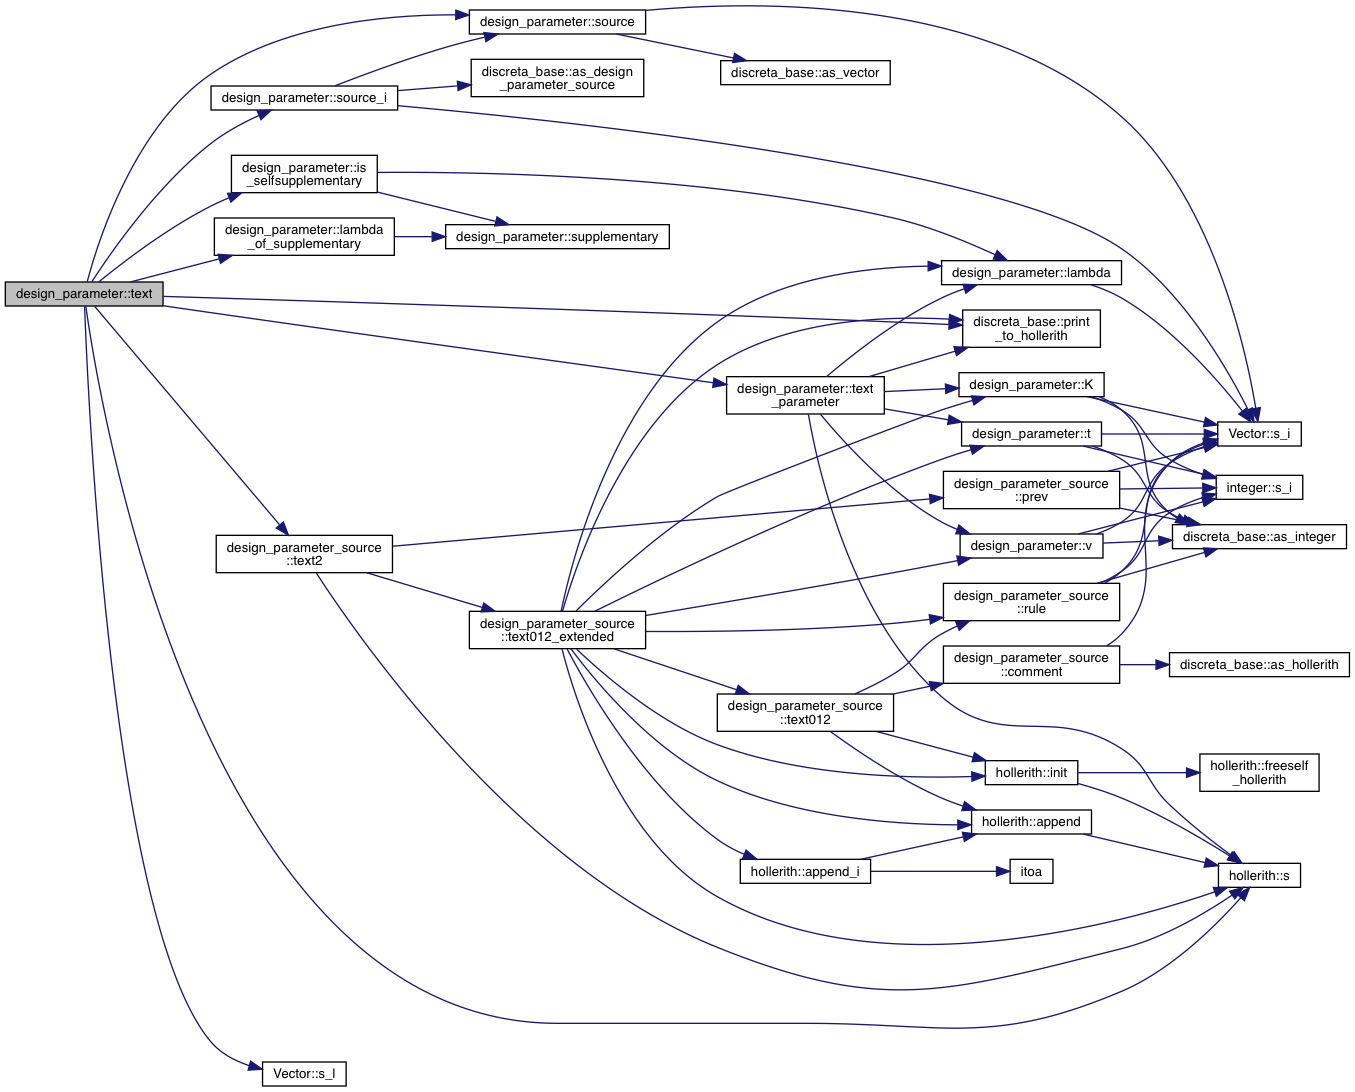 design_parameter::source
discreta_base::as_vector
discreta_base::as_design
_parameter_source
design_parameter::source_i
design_parameter::is
_selfsupplementary
design_parameter::lambda
_of_supplementary
design_parameter::supplementary
design_parameter::lambda
design_parameter::text
discreta_base::print
_to_hollerith
design_parameter::text
_parameter
design_parameter::K
design_parameter::t
Vector::s_i
design_parameter_source
::prev
integer::s_i
design_parameter_source
::text2
design_parameter::v
discreta_base::as_integer
design_parameter_source
::rule
design_parameter_source
::text012_extended
design_parameter_source
::comment
discreta_base::as_hollerith
design_parameter_source
::text012
hollerith::init
hollerith::freeself
_hollerith
hollerith::append
hollerith::append_i
itoa
hollerith::s
Vector::s_l